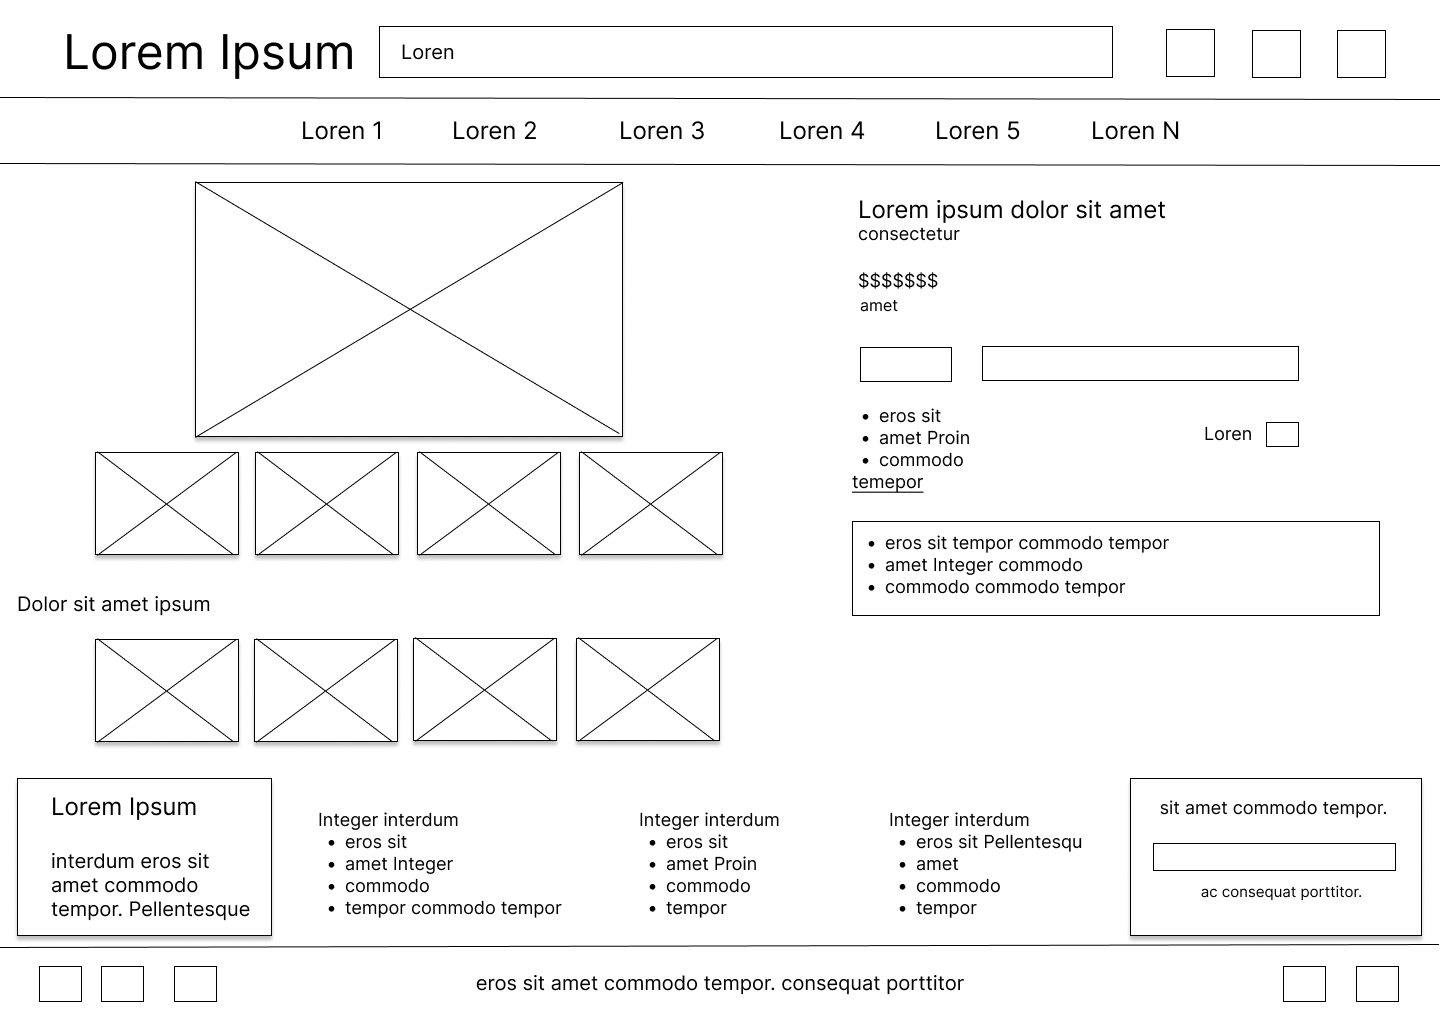 Lorem Ipsum
Loren
Loren 1
Loren 2
Loren 3
Loren 4
Loren 5
Loren N
Lorem ipsum dolor sit amet
consectetur
$$$$$$$
amet
• eros sit
• amet Proin
• commodo
temepor
Loren
• eros sit tempor commodo tempor
• amet Integer commodo
• commodo commodo tempor
Dolor sit amet ipsum
Lorem Ipsum
interdum eros sit
amet commodo
tempor. Pellentesque
Integer interdum
• eros sit
• amet Integer
• commodo
• tempor commodo tempor
Integer interdum
• eros sit
• amet Proin
• commodo
• tempor
Integer interdum
• eros sit Pellentesqu
• amet
• commodo
• tempor
sit amet commodo tempor.
ac consequat porttitor.
eros sit amet commodo tempor. consequat porttitor